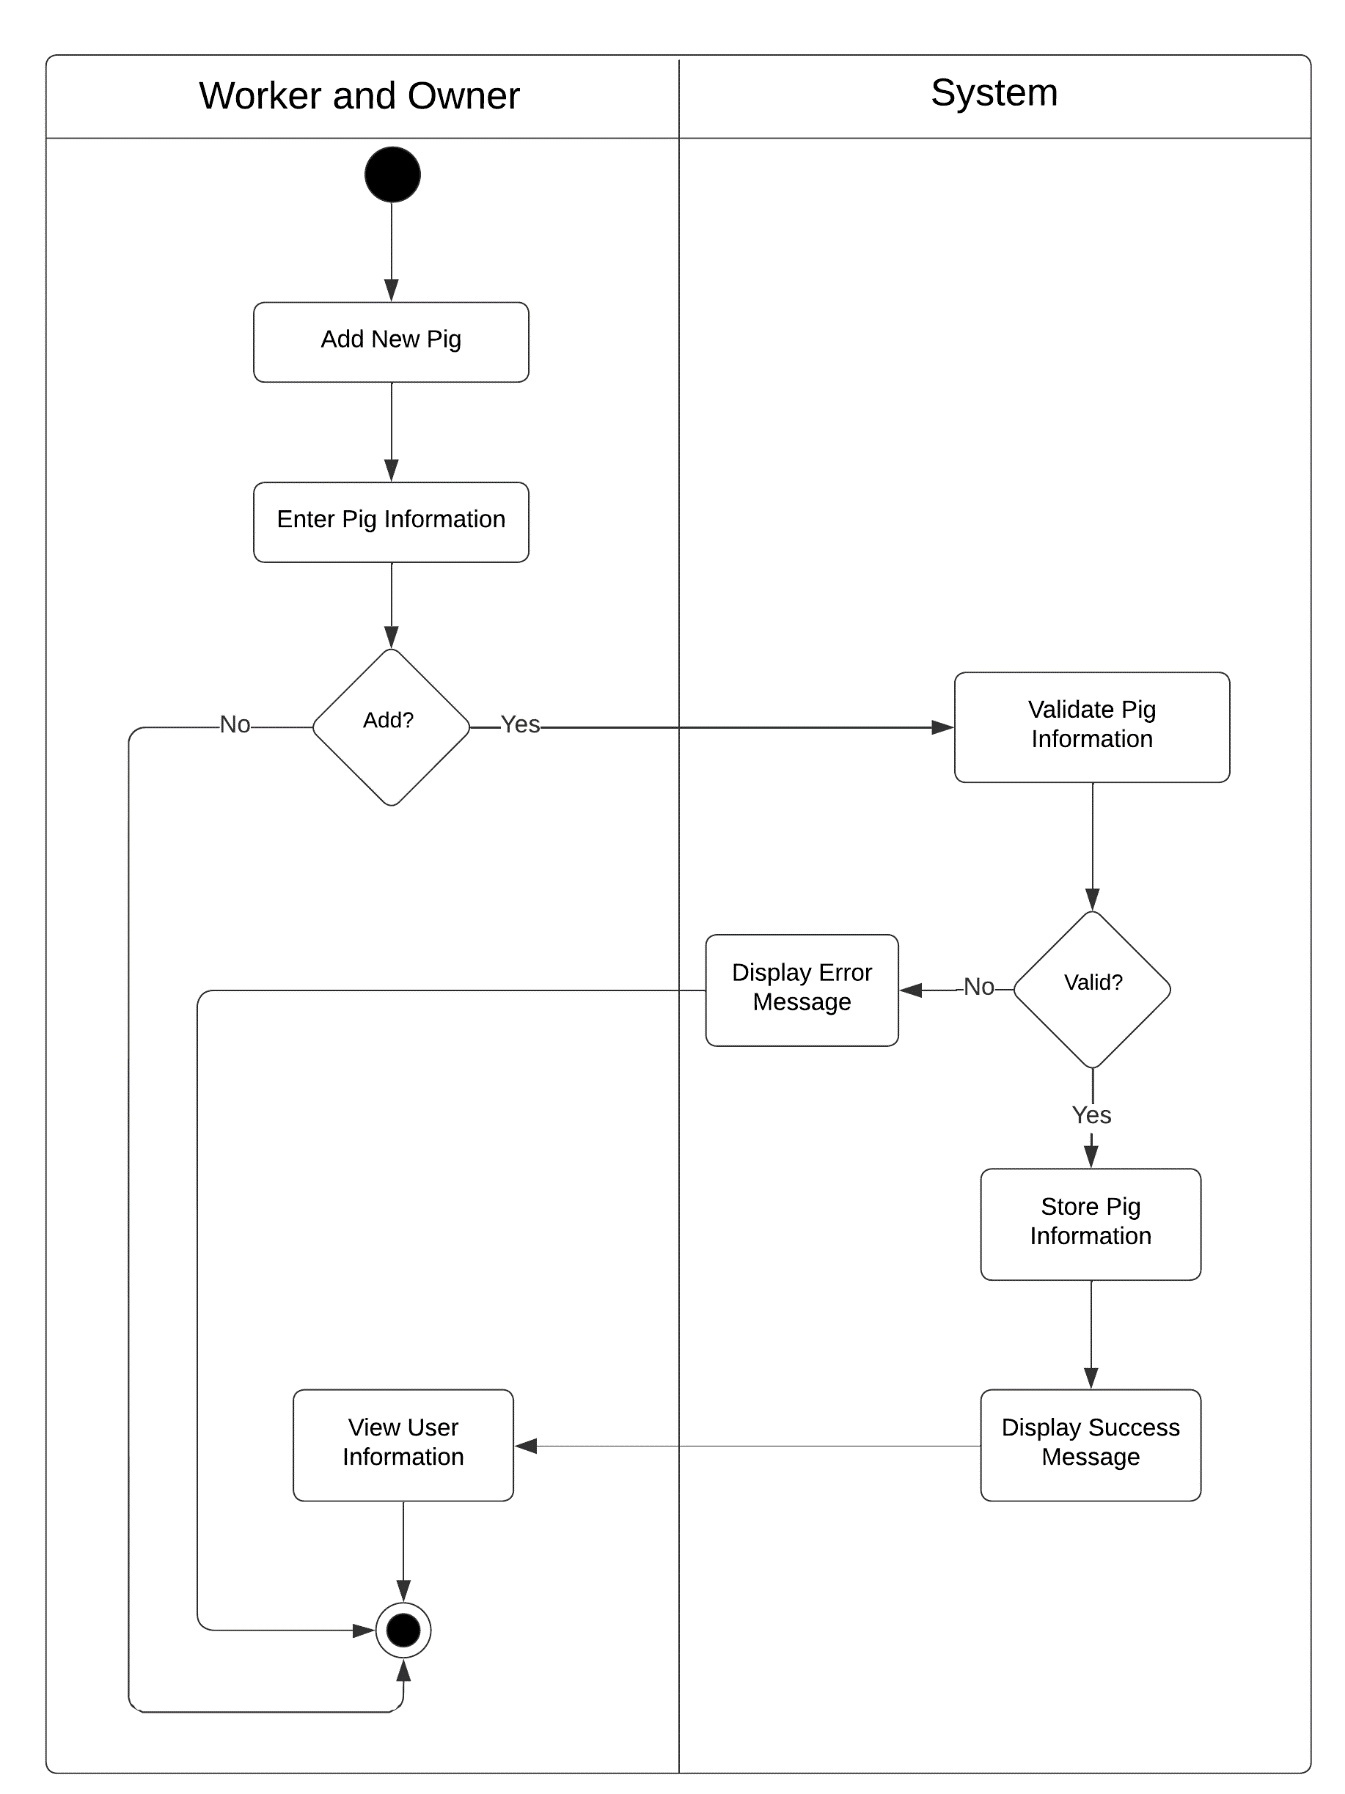 Worker and Owner
System
Add New Pig
Enter Pig Information
Add?
No
Yes
Validate Pig
Information
Valid?
No
Display Error
Message
Yes
Store Pig
Information
Display Success
Message
View User
Information